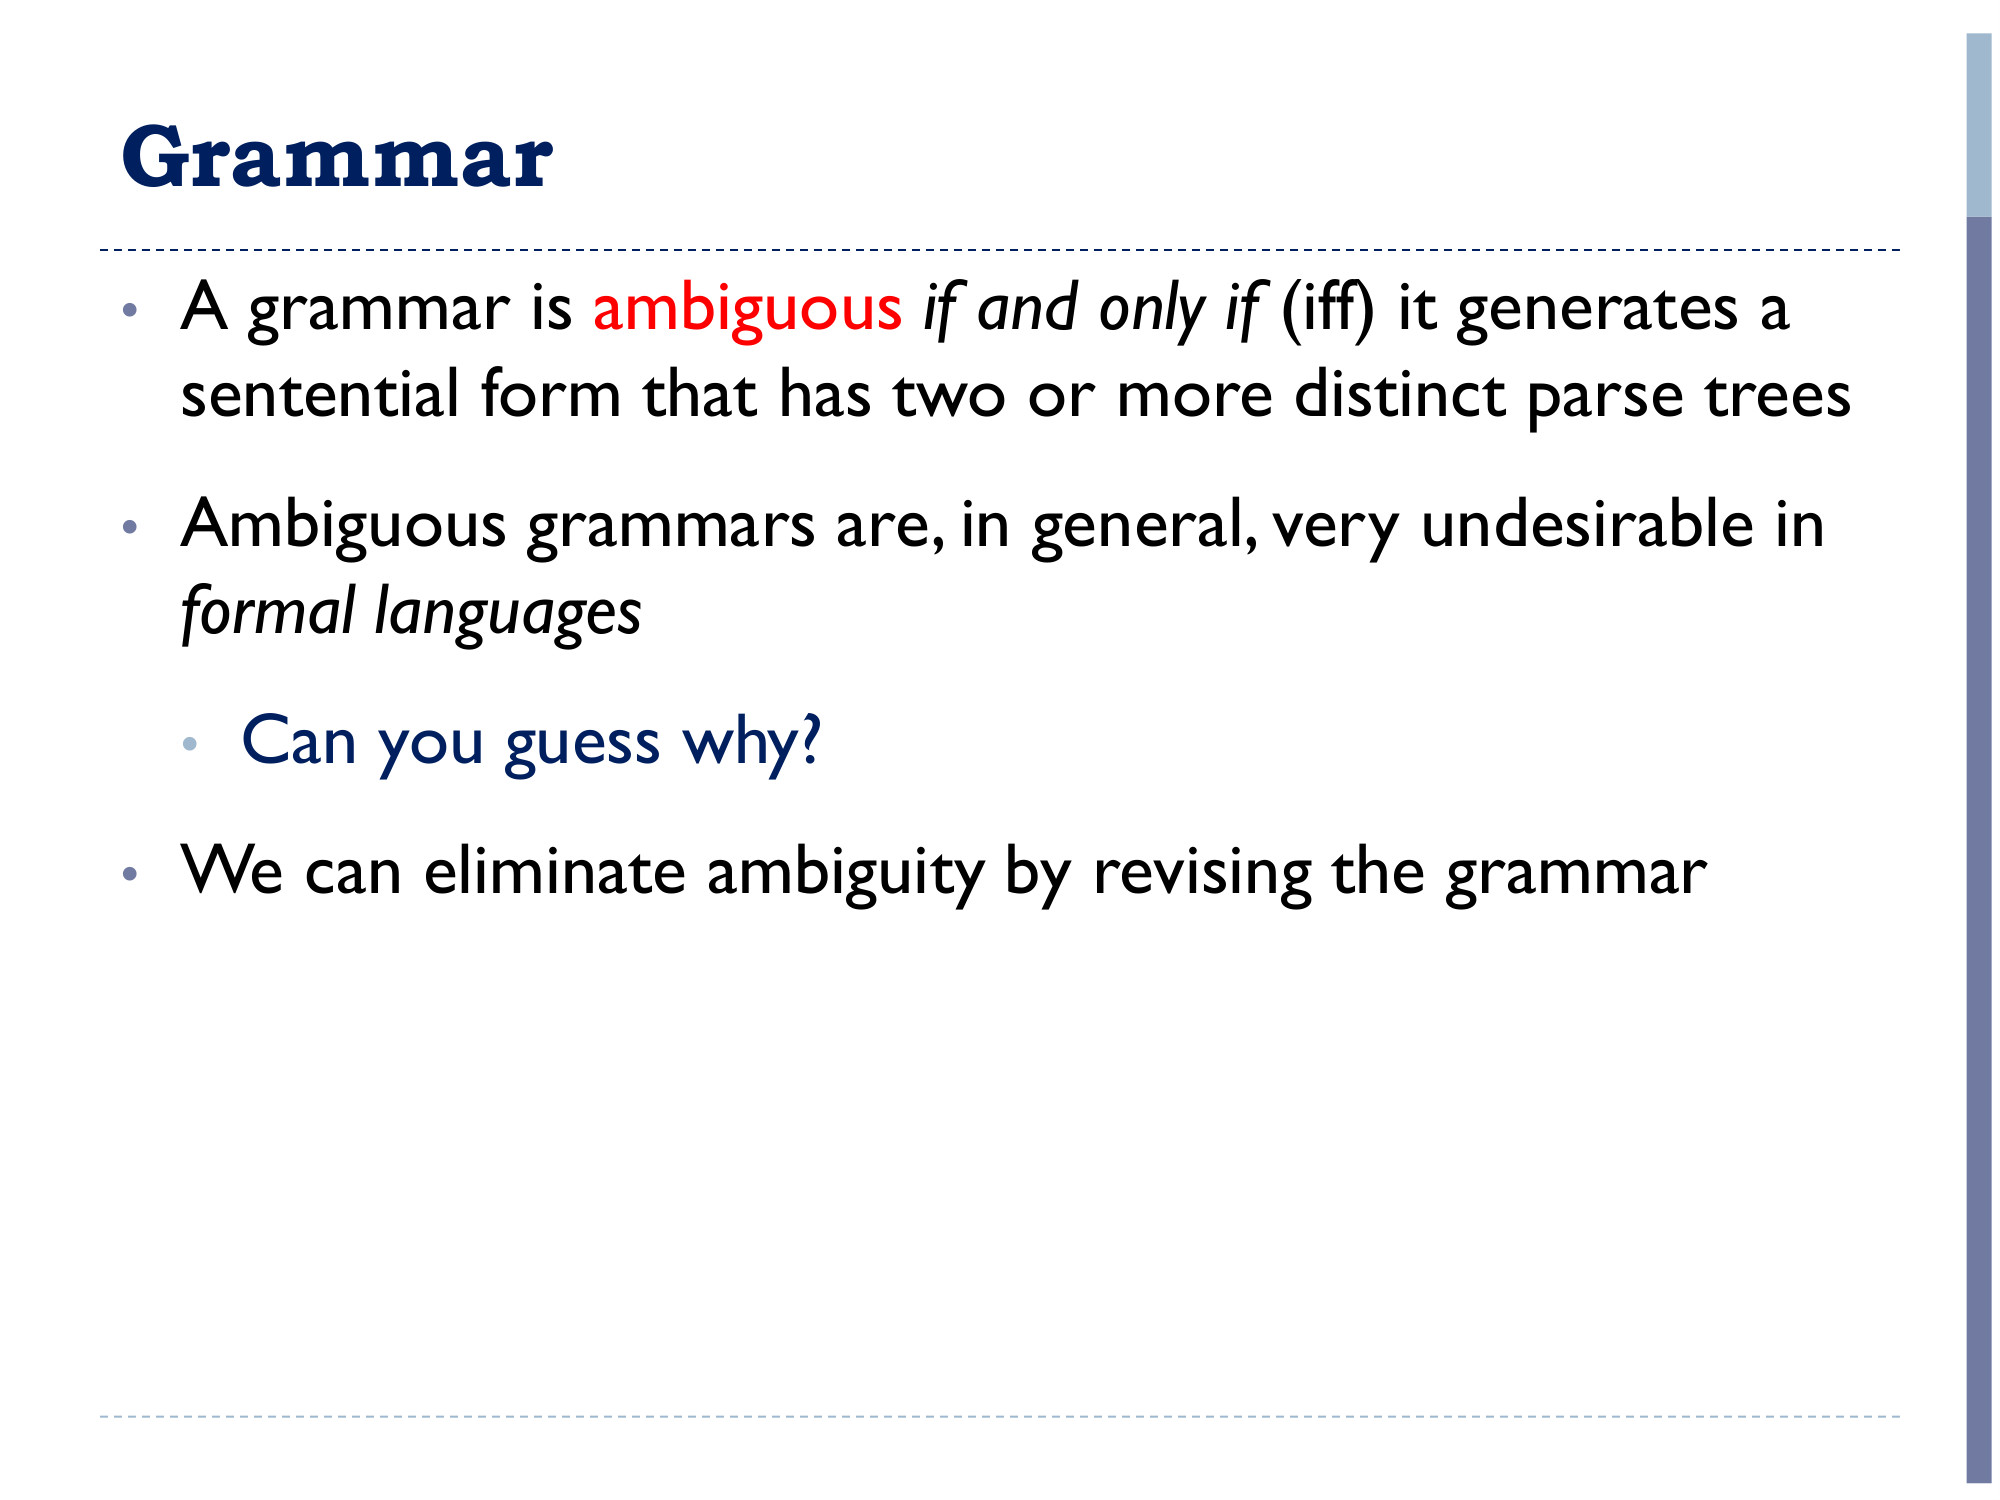 Grammar
• A grammar is ambiguous if and only if (iff) it generates a
sentential form that has two or more distinct parse trees
• Ambiguous grammars are, in general, very undesirable in
formal languages
• Can you guess why?
• We can eliminate ambiguity by revising the grammar